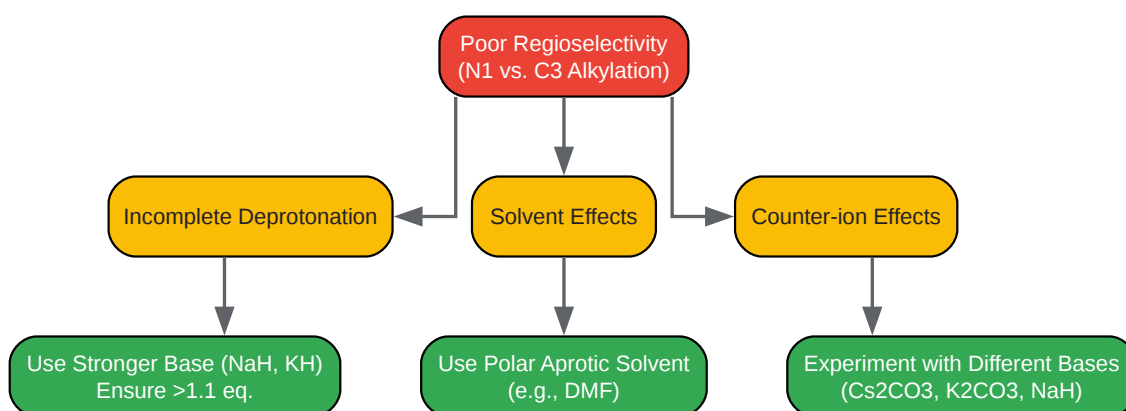 Poor Regioselectivity
(N1 vs. C3 Alkylation)
Incomplete Deprotonation
Solvent Effects
Counter-ion Effects
Use Stronger Base (NaH, KH)
Ensure >1.1 eq.
Use Polar Aprotic Solvent
(e.g., DMF)
Experiment with Different Bases
(Cs2CO3, K2CO3, NaH)